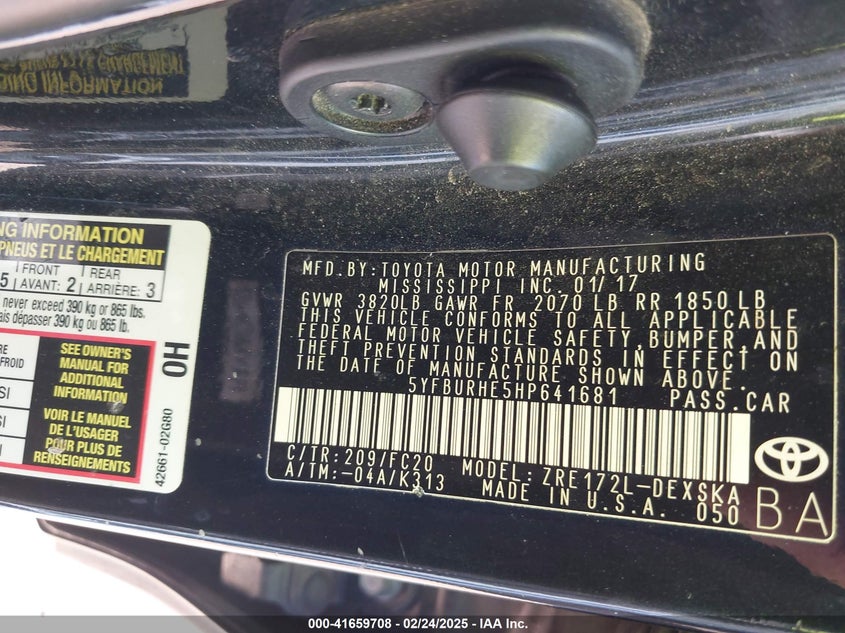 NG INFORMATION
PNEUS ET LE CHARGEMENT
5 FRONT AVANT: 2 REAR ARRIÈRE: 3
never exceed 390 kg or 865 lbs.
dépasser 390 kg ou 865 lb.
SEE OWNER'S
MANUAL FOR
ADDITIONAL
INFORMATION
VOIR LE MANUEL
DE L'USAGER
POUR PLUS DE
RENSEIGNEMENTS
OH
42661-02G80
MFD.BY:TOYOTA MOTOR MANUFACTURING
MISSISSIPPI INC. 01/17
GVWR 3820LB GAWR FR 2070 LB RR 1850 LB
THIS VEHICLE CONFORMS TO ALL APPLICABLE
FEDERAL MOTOR VEHICLE SAFETY,BUMPER,AND
THEFT PREVENTION STANDARDS IN EFFECT ON
THE DATE OF MANUFACTURE SHOWN ABOVE.
5YFBURHE5HP641681 PASS.CAR
C/TR:209/FC20 MODEL: ZRE172L-DEXSKA
A/TM:-04A/K313 MADE IN U.S.A. 050
BA
000-41659708 - 02/24/2025 - IAA Inc.